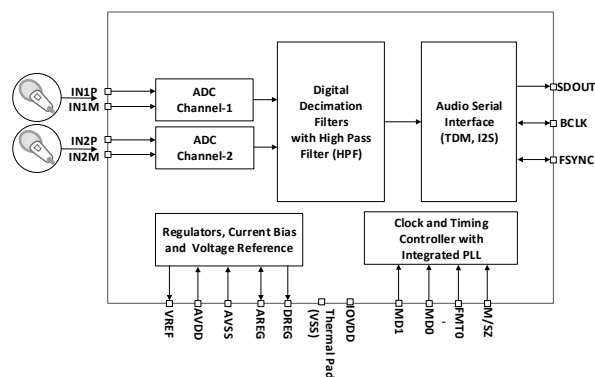 IN1P
IN1M
IN2P
IN2M
ADC
Channel-1
ADC
Channel-2
Digital
Decimation
Filters
with High Pass
Filter (HPF)
Audio Serial
Interface
(TDM, I2S)
SDOUT
BCLK
FSYNC
Regulators, Current Bias
and Voltage Reference
Clock and Timing
Controller with
Integrated PLL
VREF
AVDD
AVSS
AREG
DREG
Thermal Pad
(VSS)
IOVDD
MD1
MD0
FMT0
M/SZ